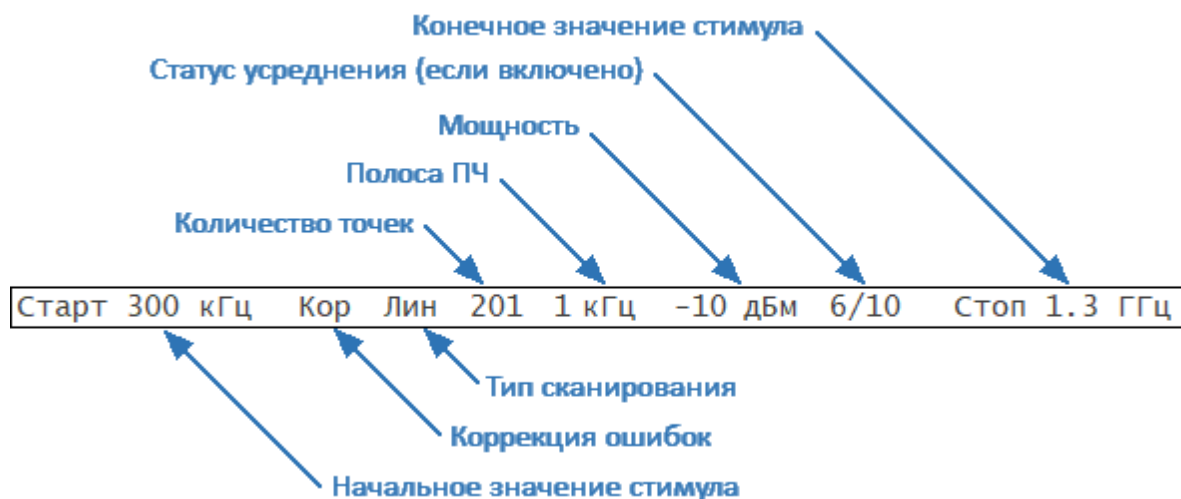 Конечное значение стимула
Статус усреднения (если включено)
Мощность
Полоса ПЧ
Количество точек
Старт 300 кГц Кор Лин 201 1 кГц -10 дБм 6/10 Стоп 1.3 ГГц
Тип сканирования
Коррекция ошибок
Начальное значение стимула